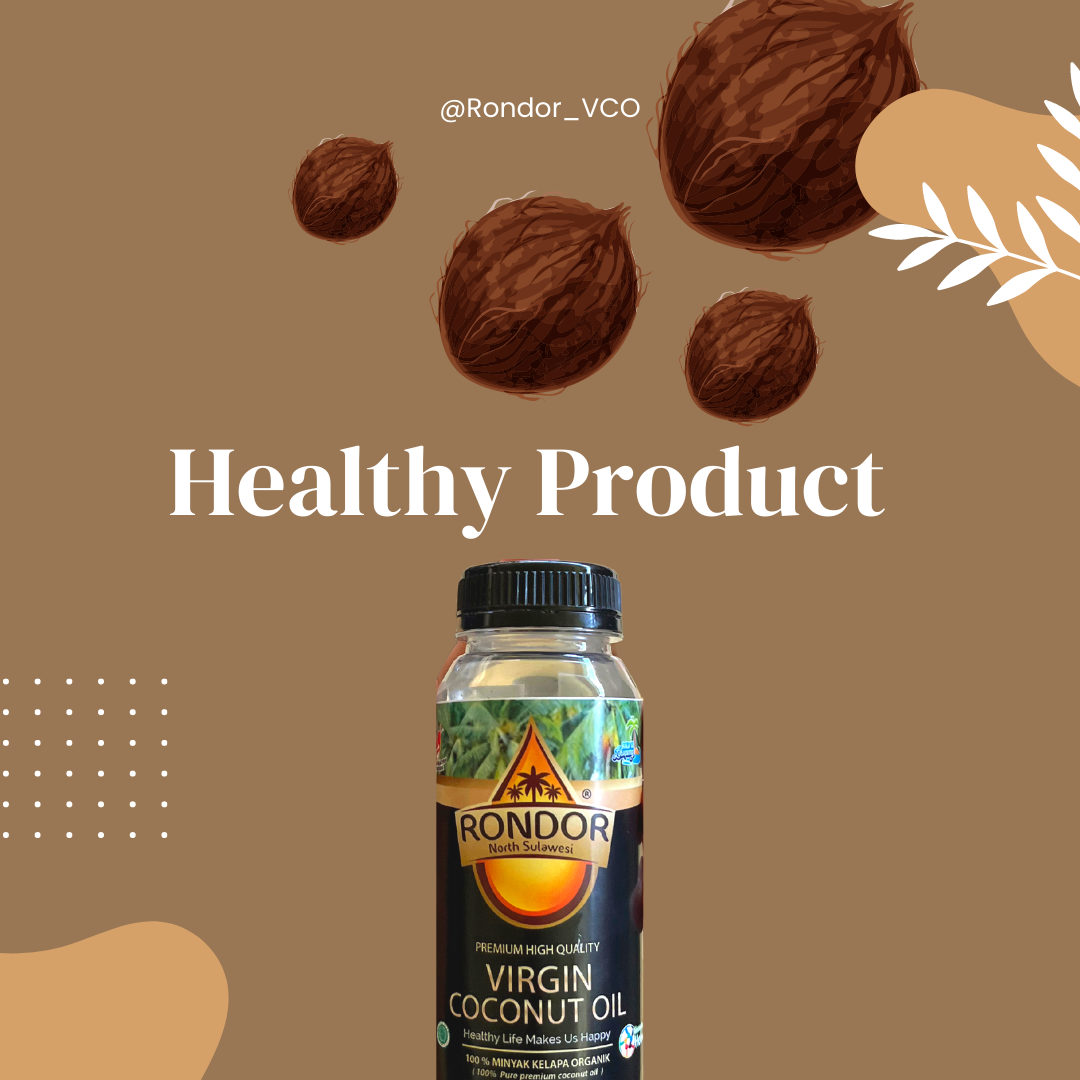 @Rondor_VCO
Healthy Product
®
RONDOR
North Sulawesi
PREMIUM HIGH QUALITY
VIRGIN
COCONUT OIL
Healthy Life Makes Us Happy
100 % MINYAK KELAPA ORGANIK
( 100% Pure premium coconut oil )